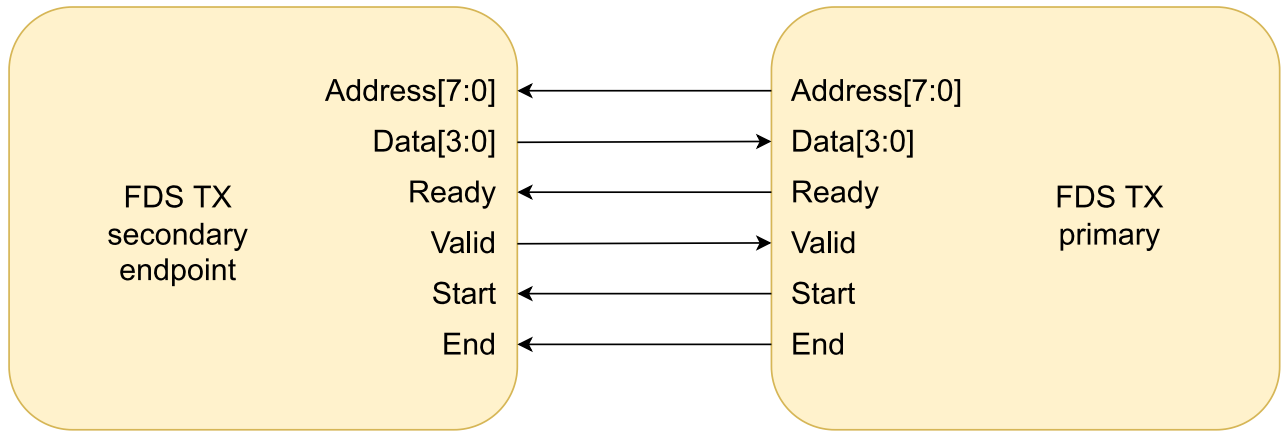 FDS TX
secondary
endpoint
Address[7:0]
Data[3:0]
Ready
Valid
Start
End
Address[7:0]
Data[3:0]
Ready
Valid
Start
End
FDS TX
primary